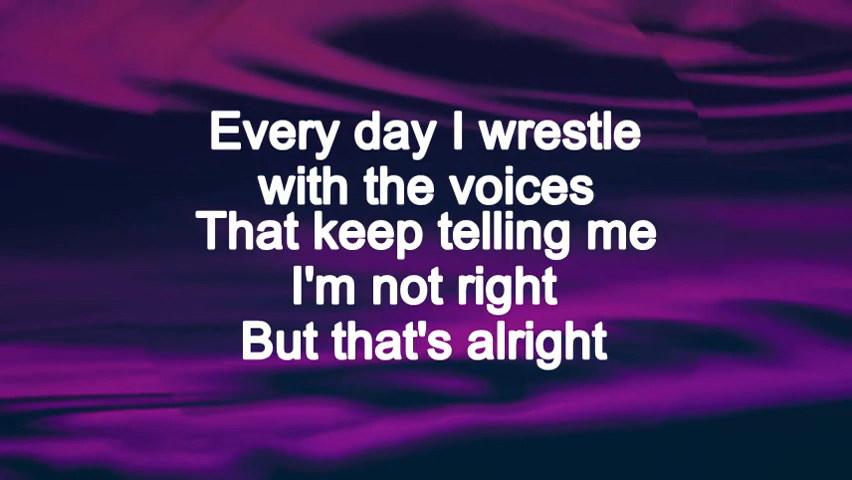 Every day I wrestle
with the voices
That keep telling me
I'm not right
But that's alright